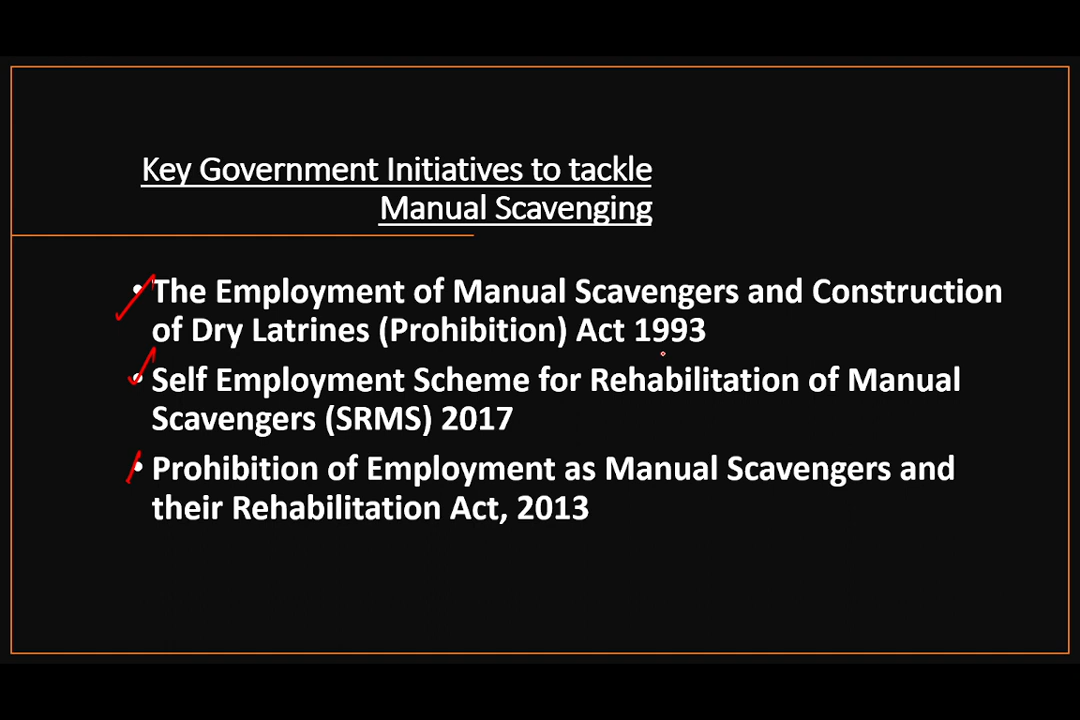 Key Government Initiatives to tackle
Manual Scavenging
• The Employment of Manual Scavengers and Construction
of Dry Latrines (Prohibition) Act 1993
• Self Employment Scheme for Rehabilitation of Manual
Scavengers (SRMS) 2017
• Prohibition of Employment as Manual Scavengers and
their Rehabilitation Act, 2013